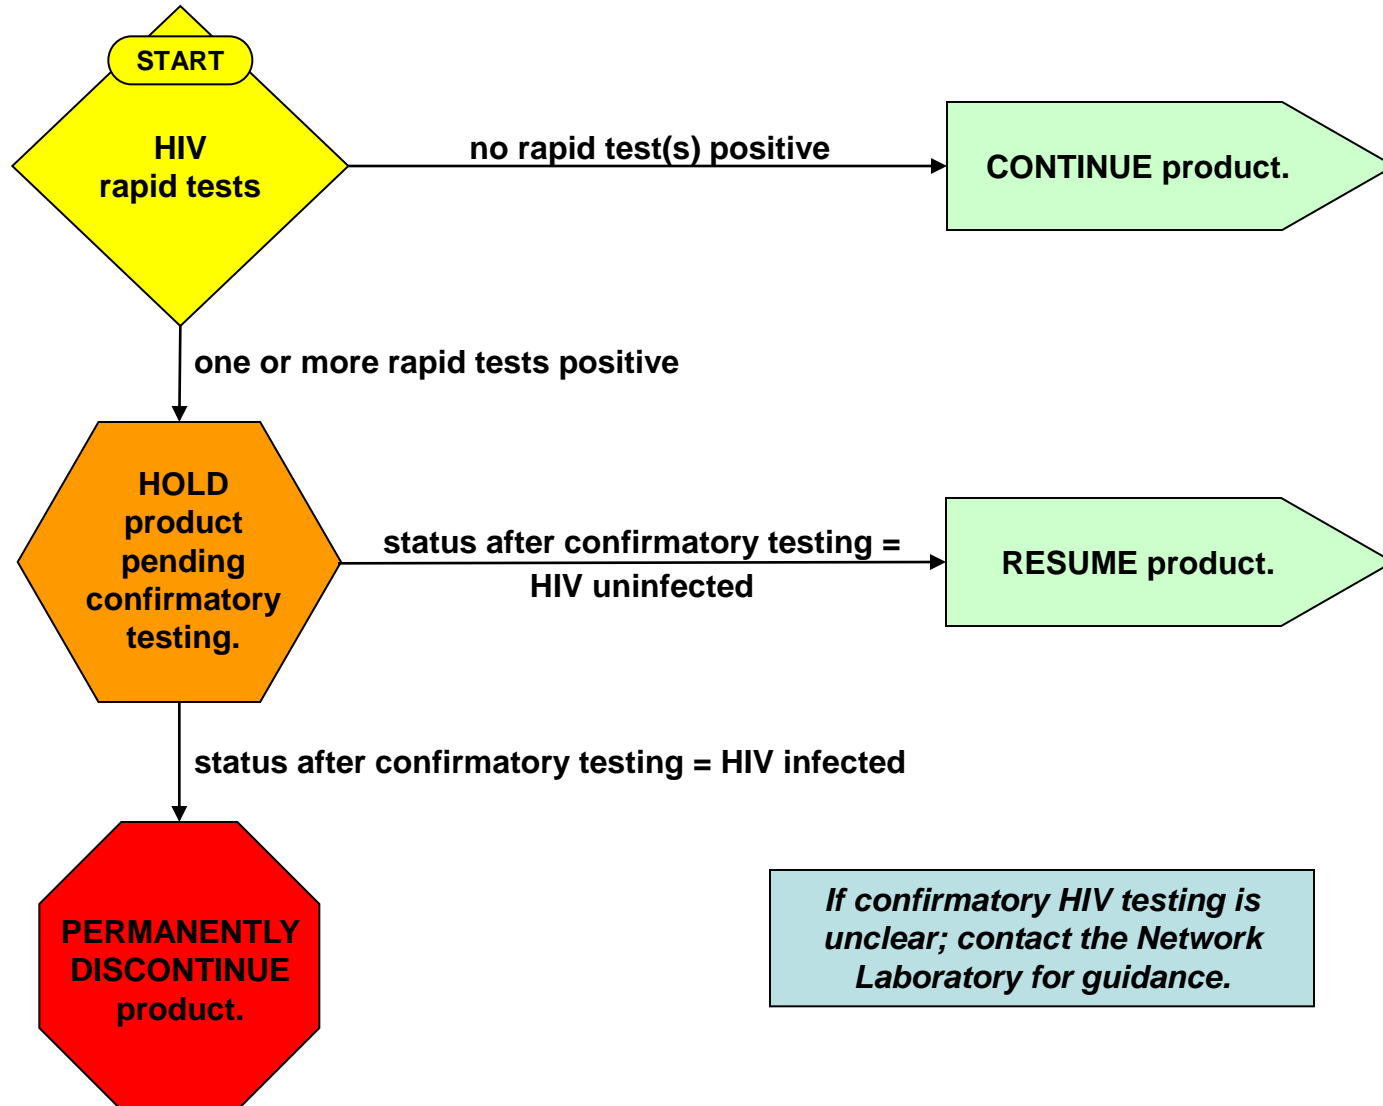 START
HIV
rapid tests
no rapid test(s) positive
CONTINUE product.
one or more rapid tests positive
HOLD
product
pending
confirmatory
testing.
status after confirmatory testing =
HIV uninfected
RESUME product.
status after confirmatory testing = HIV infected
PERMANENTLY
DISCONTINUE
product.
If confirmatory HIV testing is
unclear; contact the Network
Laboratory for guidance.